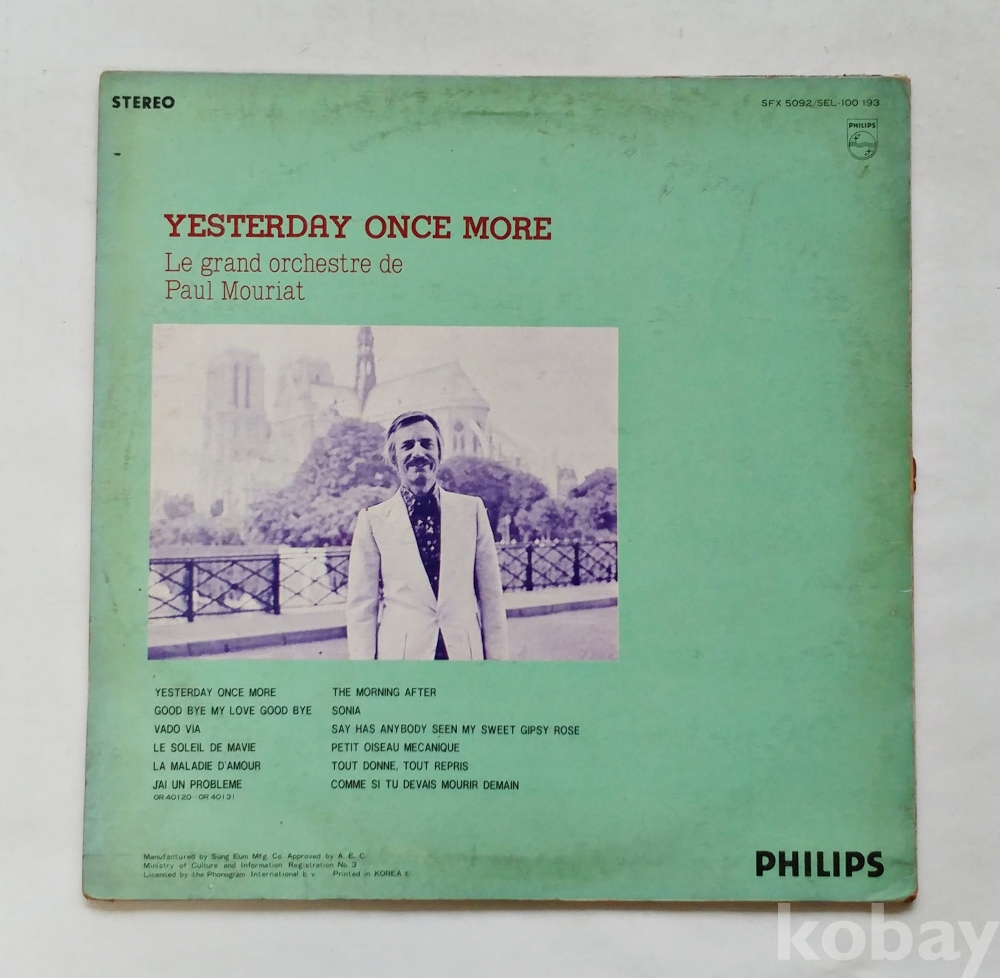 STEREO
SFX 5092/SEL-100 193
PHILIPS
YESTERDAY ONCE MORE
Le grand orchestre de
Paul Mouriat
YESTERDAY ONCE MORE
GOOD BYE MY LOVE GOOD BYE
VADO VIA
LE SOLEIL DE MAVIE
LA MALADIE D'AMOUR
J'AI UN PROBLEME
OR 40120 - OR 40131
THE MORNING AFTER
SONIA
SAY HAS ANYBODY SEEN MY SWEET GIPSY ROSE
PETIT OISEAU MECANIQUE
TOUT DONNE, TOUT REPRIS
COMME SI TU DEVAIS MOURIR DEMAIN
Manufactured by Sung Eum Mfg. Co. Approved by A. E. C.
Ministry of Culture and Information Registration No. 3
Licenced by the Phonogram International b.v. Printed in KOREA
PHILIPS
kobay